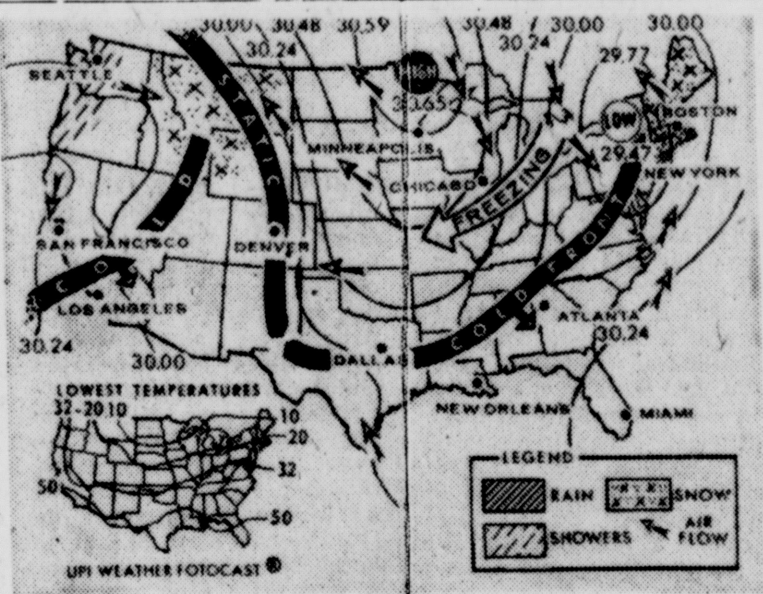 30.00 30.48 30.59 30.48 30.00 30.00
30.24 30.24
29.77
SEATTLE
STATIC
HIGH
30.65
LOW
BOSTON
MINNEAPOLIS
29.47
NEW YORK
CHICAGO
FREEZING
COLD
SAN FRANCISCO
DENVER
LOS ANGELES
COLD FRONT
ATLANTA
30.24
30.24
30.00
DALLAS
NEW ORLEANS
MIAMI
LOWEST TEMPERATURES
32-20 10
10
20
32
50
50
LEGEND
RAIN SNOW
SHOWERS AIR FLOW
UPI WEATHER FOTOCAST ®